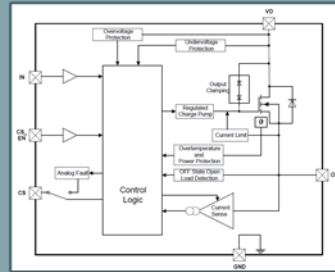 VD
Overvoltage
Protection
Undervoltage
Protection
IN
Output
Clamping
Regulated
Charge Pump
CS_
EN
Current Limit
Overtemperature
and
Power Protection
Analog Fault
OFF State Open
Load Detection
CS
Control
Logic
Current
Sense
GND